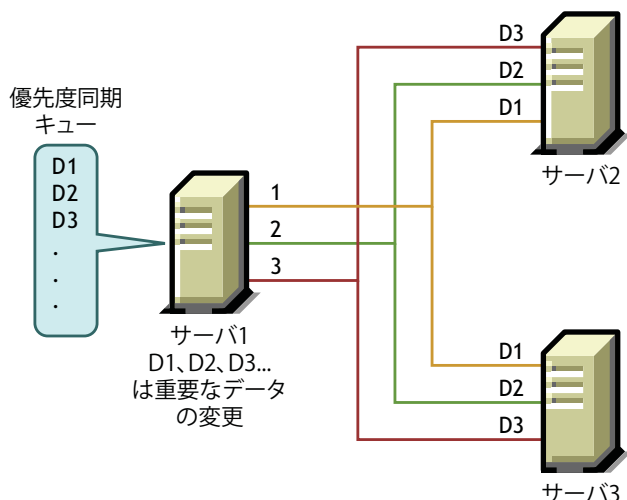 優先度同期
キュー
D1
D2
D3
.
.
.
1
2
3
サーバ1
D1、D2、D3...
は重要なデータ
の変更
D3
D2
D1
サーバ2
D1
D2
D3
サーバ3